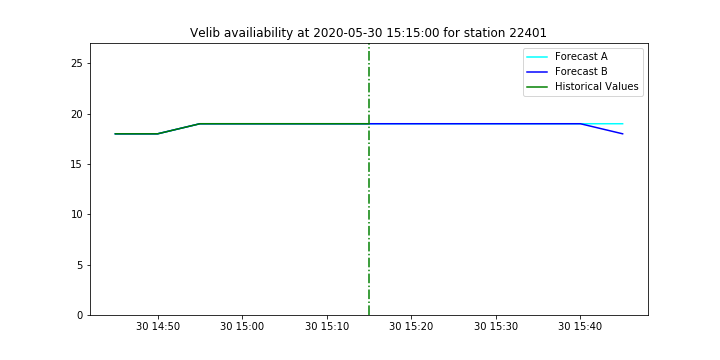 Velib availiability at 2020-05-30 15:15:00 for station 22401
Forecast A
Forecast B
Historical Values
25
20
15
10
5
0
30 14:50 30 15:00 30 15:10 30 15:20 30 15:30 30 15:40